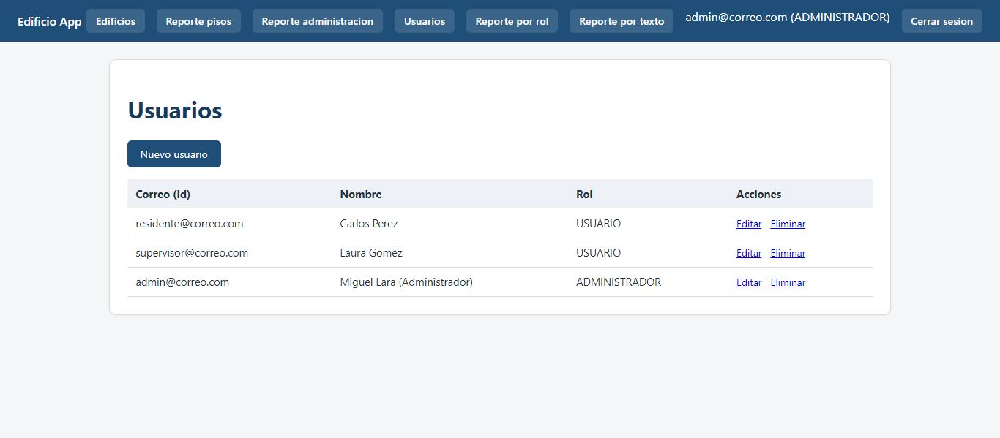 Edificio App Edificios Reporte pisos Reporte administracion Usuarios Reporte por rol Reporte por texto admin@correo.com (ADMINISTRADOR) Cerrar sesion
Usuarios
Nuevo usuario
Correo (id) Nombre Rol Acciones
residente@correo.com Carlos Perez USUARIO Editar Eliminar
supervisor@correo.com Laura Gomez USUARIO Editar Eliminar
admin@correo.com Miguel Lara (Administrador) ADMINISTRADOR Editar Eliminar